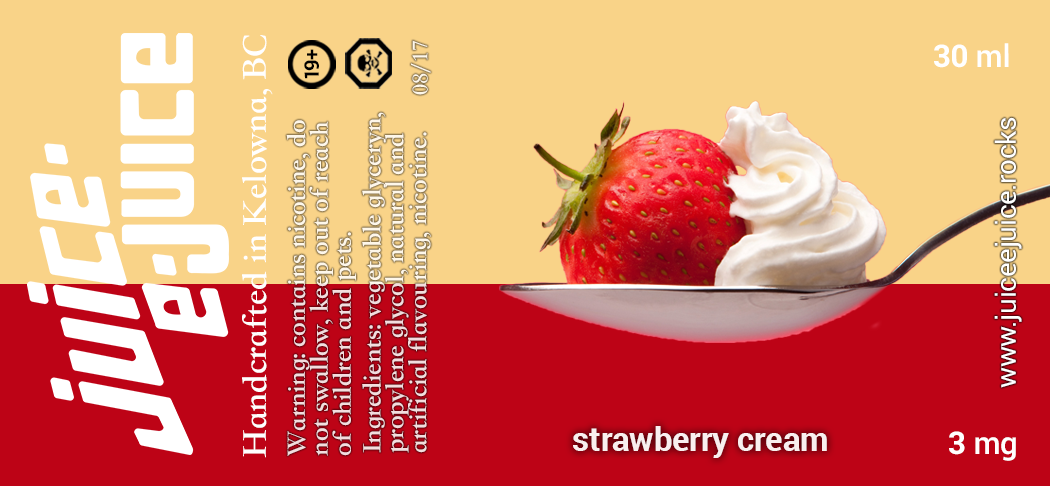 juice·
e·juice
Handcrafted in Kelowna, BC
19+
Warning: contains nicotine, do
not swallow, keep out of reach
of children and pets.
Ingredients: vegetable glyceryn,
propylene glycol, natural and
artificial flavouring, nicotine.
08/17
strawberry cream
30 ml
www.juiceejuice.rocks
3 mg